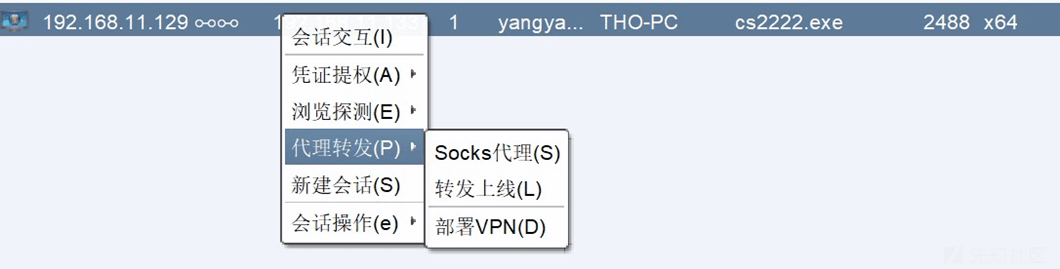 192.168.11.129 1 yangya... THO-PC cs2222.exe 2488 x64
会话交互(I)
凭证提权(A)
浏览探测(E)
代理转发(P)
新建会话(S)
会话操作(e)
Socks代理(S)
转发上线(L)
部署VPN(D)